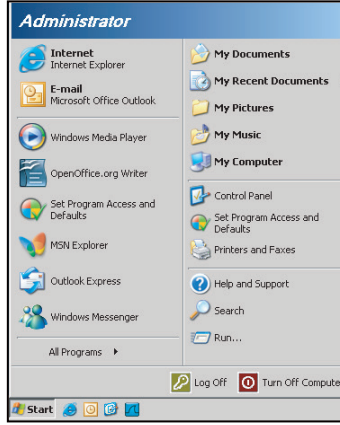 Administrator
Internet
Internet Explorer
E-mail
Microsoft Office Outlook
Windows Media Player
OpenOffice.org Writer
Set Program Access and
Defaults
MSN Explorer
Outlook Express
Windows Messenger
All Programs
My Documents
My Recent Documents
My Pictures
My Music
My Computer
Control Panel
Set Program Access and
Defaults
Printers and Faxes
Help and Support
Search
Run...
Log Off
Turn Off Compute
Start